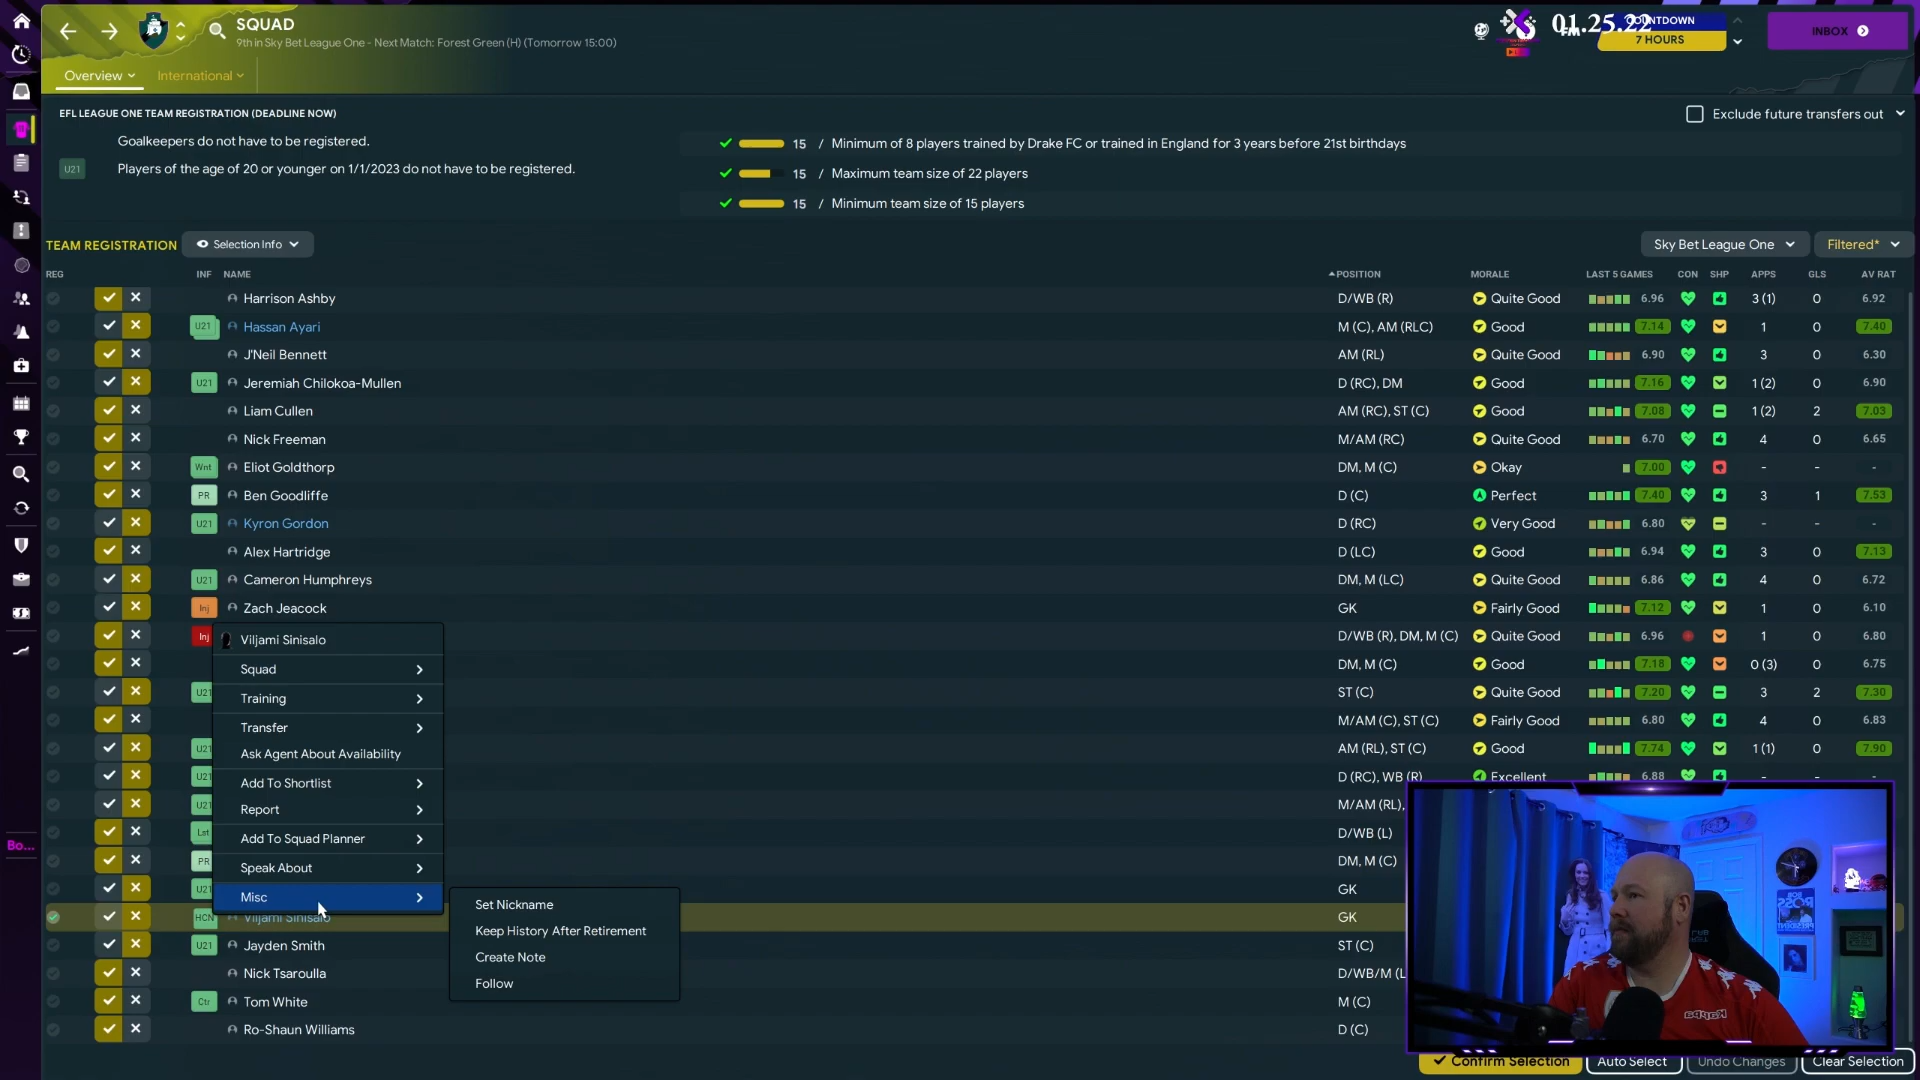 SQUAD
9th in Sky Bet League One - Next Match: Forest Green (H) (Tomorrow 15:00)
01.25.22
COUNTDOWN
7 HOURS
INBOX
Overview
International
EFL LEAGUE ONE TEAM REGISTRATION (DEADLINE NOW)
Exclude future transfers out
Goalkeepers do not have to be registered.
U21 Players of the age of 20 or younger on 1/1/2023 do not have to be registered.
15 / Minimum of 8 players trained by Drake FC or trained in England for 3 years before 21st birthdays
15 / Maximum team size of 22 players
15 / Minimum team size of 15 players
TEAM REGISTRATION Selection Info
Sky Bet League One Filtered*
REG INF NAME POSITION MORALE LAST 5 GAMES CON SHP APPS GLS AV RAT
Harrison Ashby D/WB (R) Quite Good 6.96 3 (1) 0 6.92
U21 Hassan Ayari M (C), AM (RLC) Good 7.14 1 0 7.40
J'Neil Bennett AM (RL) Quite Good 6.90 3 0 6.30
U21 Jeremiah Chilokoa-Mullen D (RC), DM Good 7.16 1 (2) 0 6.90
Liam Cullen AM (RC), ST (C) Good 7.08 1 (2) 2 7.03
Nick Freeman M/AM (RC) Quite Good 6.70 4 0 6.65
Wnt Eliot Goldthorp DM, M (C) Okay 7.00 - - -
PR Ben Goodliffe D (C) Perfect 7.40 3 1 7.53
U21 Kyron Gordon D (RC) Very Good 6.80 - - -
Alex Hartridge D (LC) Good 6.94 3 0 7.13
U21 Cameron Humphreys DM, M (LC) Quite Good 6.86 4 0 6.72
Inj Zach Jeacock GK Fairly Good 7.12 1 0 6.10
Inj D/WB (R), DM, M (C) Quite Good 6.96 1 0 6.80
DM, M (C) Good 7.18 0 (3) 0 6.75
U21 ST (C) Quite Good 7.20 3 2 7.30
M/AM (C), ST (C) Fairly Good 6.80 4 0 6.83
U21 AM (RL), ST (C) Good 7.74 1 (1) 0 7.90
U21 D (RC), WB (R) Excellent 6.88 - - -
U21 M/AM (RL),
Lst D/WB (L)
PR DM, M (C)
U21 GK
HCN Viljami Sinisalo GK
U21 Jayden Smith ST (C)
Nick Tsaroulla D/WB/M (L
Ctr Tom White M (C)
Ro-Shaun Williams D (C)
Viljami Sinisalo
Squad
Training
Transfer
Ask Agent About Availability
Add To Shortlist
Report
Add To Squad Planner
Speak About
Misc
Set Nickname
Keep History After Retirement
Create Note
Follow
Bo...
BOB
ROSS
Kappa
Confirm Selection Auto Select Undo Changes Clear Selection